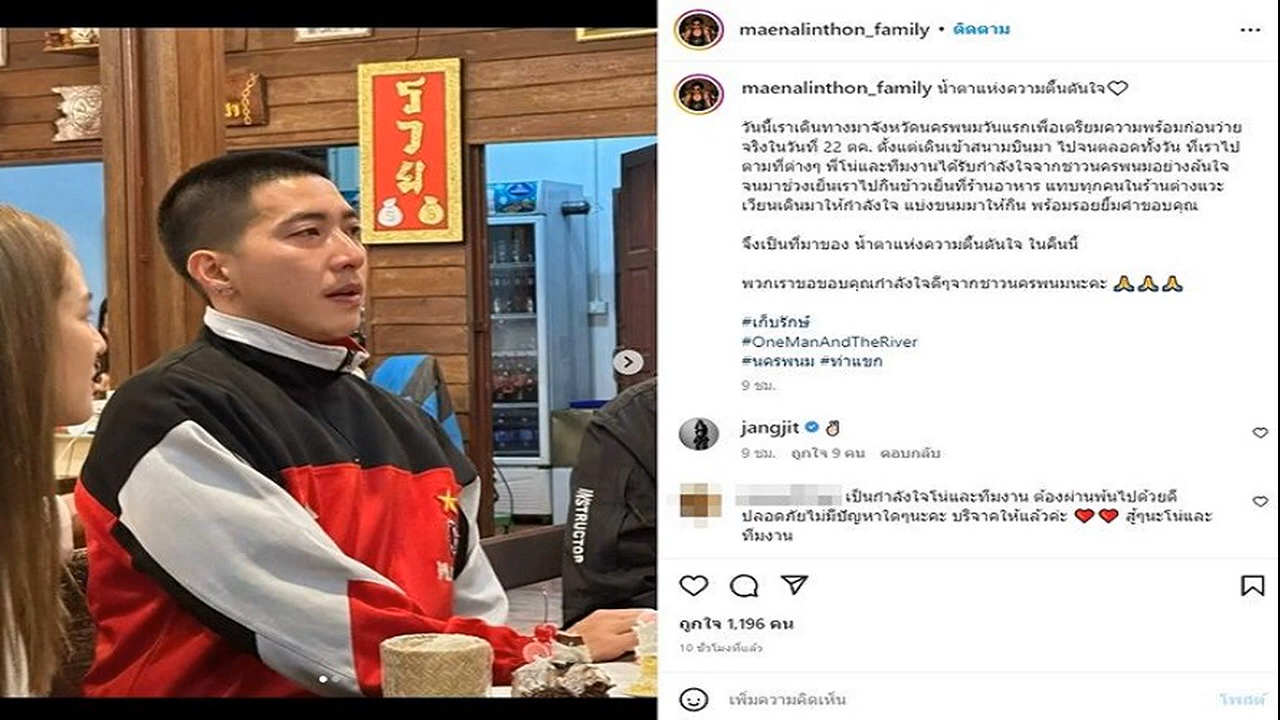 รวย
INSTRUCTOR
maenalinthon_family • ติดตาม
maenalinthon_family น้ำตาแห่งความตื้นตันใจ♡
วันนี้เราเดินทางมาจังหวัดนครพนมวันแรกเพื่อเตรียมความพร้อมก่อนว่าย
จริงในวันที่ 22 ตค. ตั้งแต่เดินเข้าสนามบินมา ไปจนตลอดทั้งวัน ที่เราไป
ตามที่ต่างๆ พี่โน่และทีมงานได้รับกำลังใจจากชาวนครพนมอย่างล้นใจ
จนมาช่วงเย็นเราไปกินข้าวเย็นที่ร้านอาหาร แทบทุกคนในร้านต่างแวะ
เวียนเดินมาให้กำลังใจ แบ่งขนมมาให้กิน พร้อมรอยยิ้มคำขอบคุณ
จึงเป็นที่มาของ น้ำตาแห่งความตื้นตันใจ ในคืนนี้
พวกเราขอขอบคุณกำลังใจดีๆจากชาวนครพนมนะคะ 🙏🙏🙏
#เก็บรักษ์
#OneManAndTheRiver
#นครพนม #ท่าแขก
9 ชม.
jangjit ✌🏻
9 ชม. ถูกใจ 9 คน ตอบกลับ
เป็นกำลังใจโน่และทีมงาน ต้องผ่านพ้นไปด้วยดี
ปลอดภัยไม่มีปัญหาใดๆนะคะ บริจาคให้แล้วค่ะ ❤️❤️ สู้ๆนะโน่และ
ทีมงาน
ถูกใจ 1,196 คน
10 ชั่วโมงที่แล้ว
เพิ่มความคิดเห็น
โพสต์